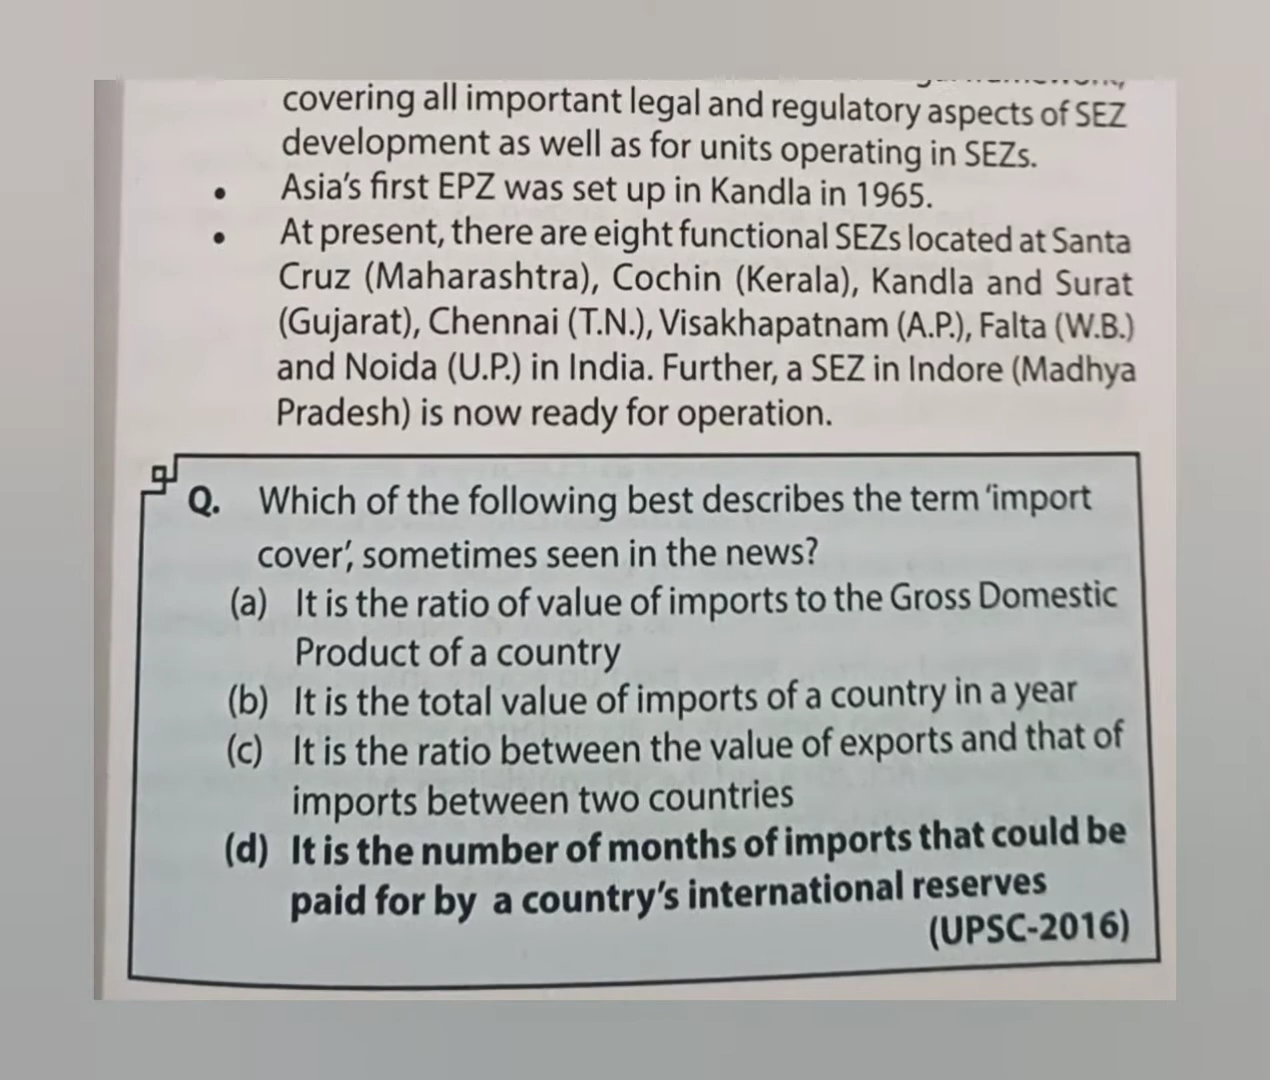 covering all important legal and regulatory aspects of SEZ
development as well as for units operating in SEZs.
• Asia's first EPZ was set up in Kandla in 1965.
• At present, there are eight functional SEZs located at Santa
Cruz (Maharashtra), Cochin (Kerala), Kandla and Surat
(Gujarat), Chennai (T.N.), Visakhapatnam (A.P.), Falta (W.B.)
and Noida (U.P.) in India. Further, a SEZ in Indore (Madhya
Pradesh) is now ready for operation.
Q. Which of the following best describes the term 'import
cover', sometimes seen in the news?
(a) It is the ratio of value of imports to the Gross Domestic
Product of a country
(b) It is the total value of imports of a country in a year
(c) It is the ratio between the value of exports and that of
imports between two countries
(d) It is the number of months of imports that could be
paid for by a country's international reserves
(UPSC-2016)